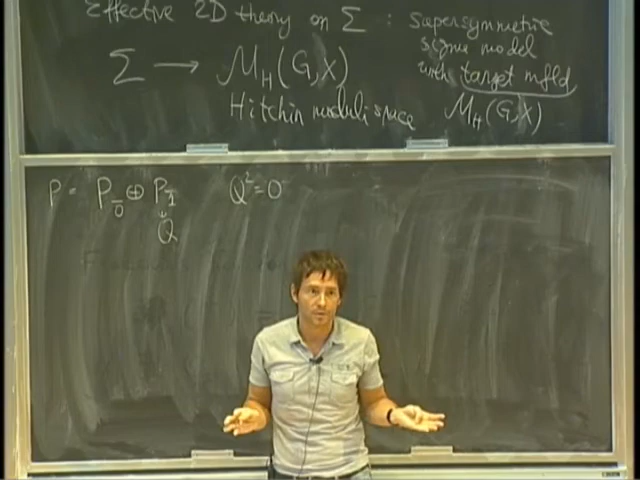 Effective 2D theory on Σ : supersymmetric
sigma model
with target mfld
Σ → M_H(G,X)
Hitchin moduli space
M_H(G,X)
P = P_0̄ ⊕ P_1̄
Q
Q² = 0